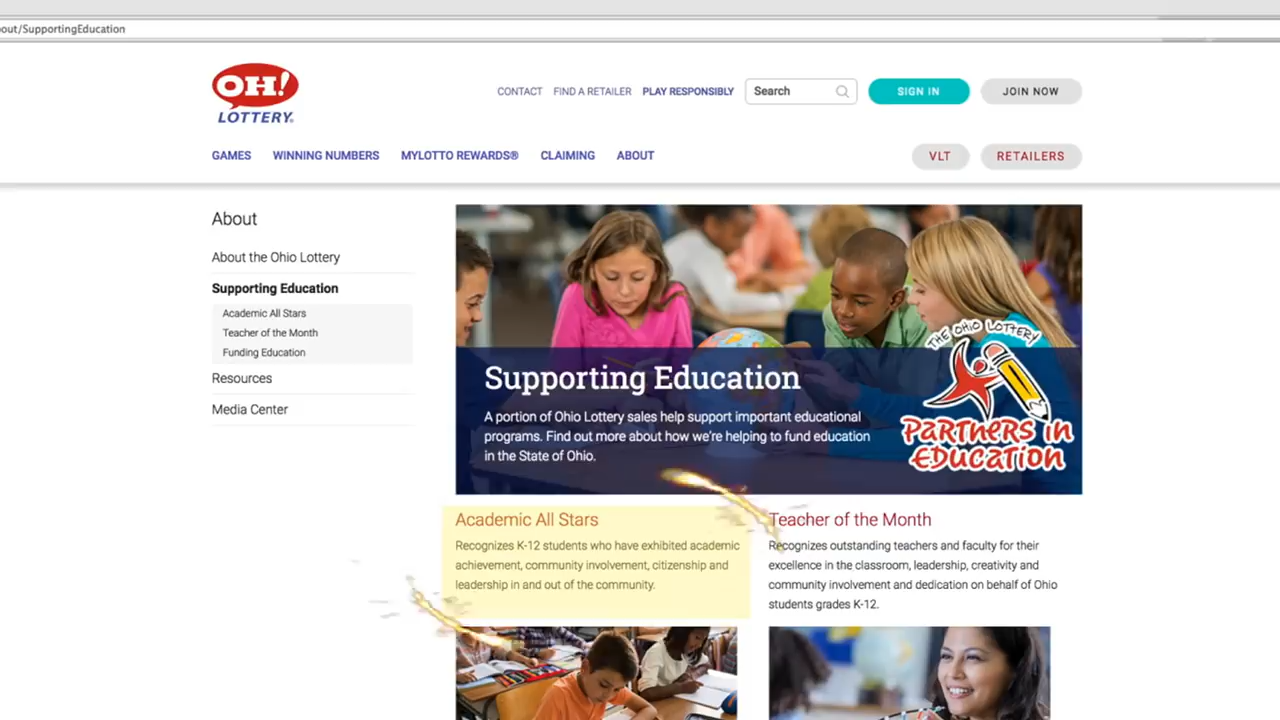 out/SupportingEducation
OH!
LOTTERY
CONTACT FIND A RETAILER PLAY RESPONSIBLY Search SIGN IN JOIN NOW
GAMES WINNING NUMBERS MYLOTTO REWARDS® CLAIMING ABOUT VLT RETAILERS
About
About the Ohio Lottery
Supporting Education
Academic All Stars
Teacher of the Month
Funding Education
Resources
Media Center
THE OHIO LOTTERY
PARTNERS IN
EDUCATION
Supporting Education
A portion of Ohio Lottery sales help support important educational
programs. Find out more about how we're helping to fund education
in the State of Ohio.
Academic All Stars
Recognizes K-12 students who have exhibited academic
achievement, community involvement, citizenship and
leadership in and out of the community.
Teacher of the Month
Recognizes outstanding teachers and faculty for their
excellence in the classroom, leadership, creativity and
community involvement and dedication on behalf of Ohio
students grades K-12.